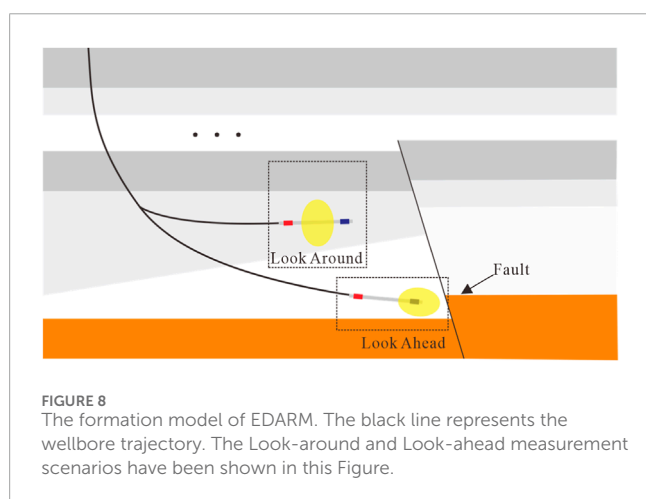 • • •
Look Around
Fault
Look Ahead
FIGURE 8
The formation model of EDARM. The black line represents the
wellbore trajectory. The Look-around and Look-ahead measurement
scenarios have been shown in this Figure.